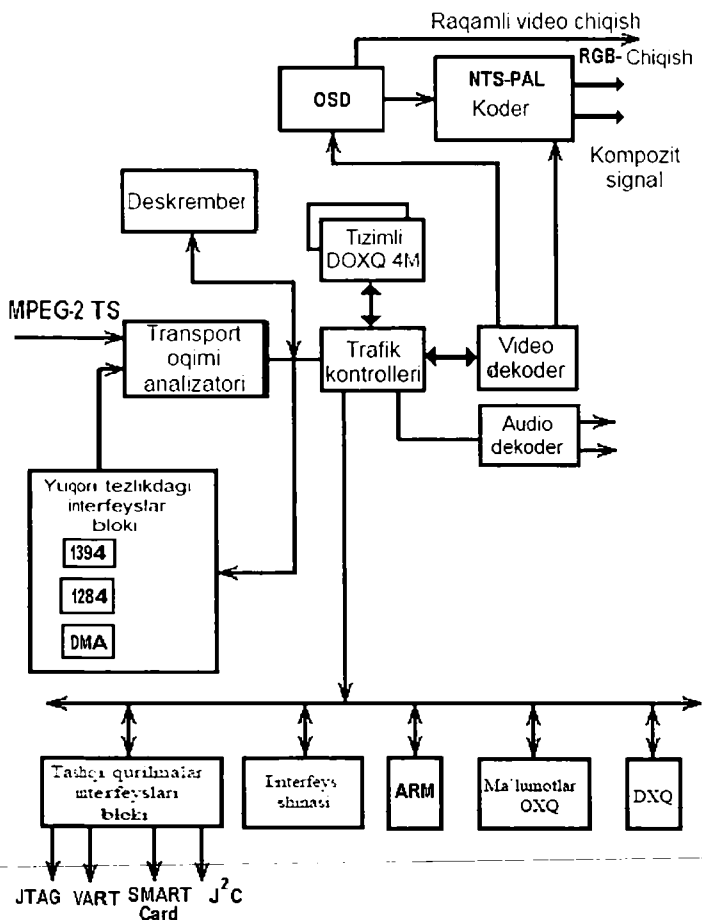 Raqamli video chiqish
RGB- Chiqish
OSD
NTS-PAL
Koder
Kompozit
signal
Deskrember
Tizimli
DOXQ 4M
MPEG-2 TS
Transport
oqimi
analizatori
Trafik
kontrolleri
Video
dekoder
Audio
dekoder
Yuqori tezlikdagi
interfeyslar
bloki
1394
1284
DMA
Tashqi qurilmalar
interfeyslari
bloki
Interfeys
shinasi
ARM
Ma'lumotlar
OXQ
DXQ
JTAG VART SMART J²C
Card